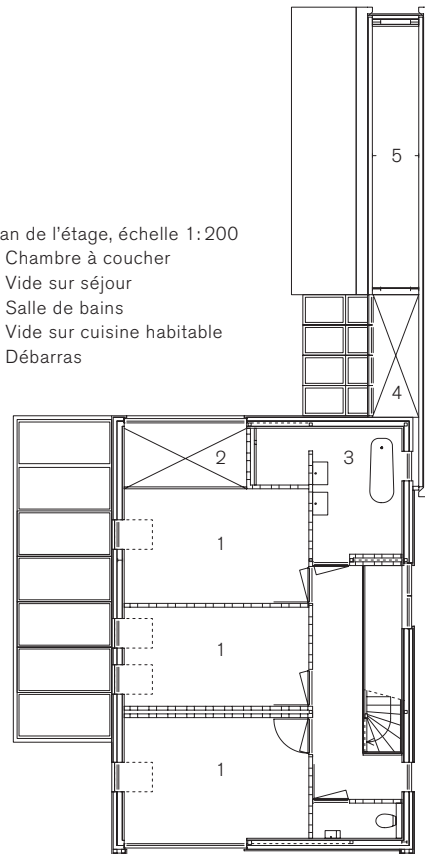 5
an de l'étage, échelle 1:200
Chambre à coucher
Vide sur séjour
Salle de bains
Vide sur cuisine habitable
Débarras
4
2
3
1
1
1